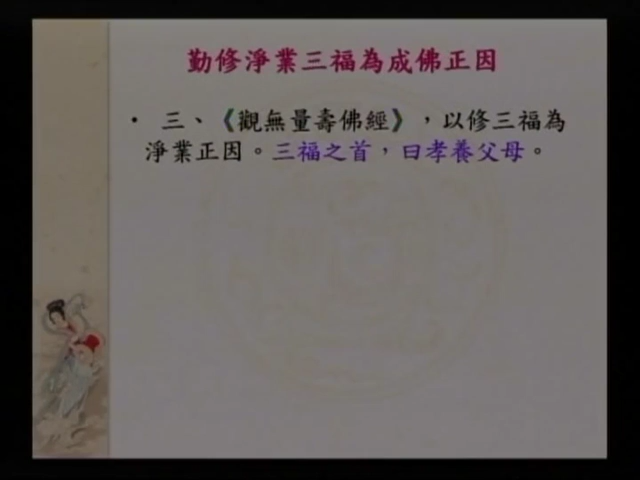 勤修淨業三福為成佛正因
• 三、《觀無量壽佛經》，以修三福為
淨業正因。三福之首，曰孝養父母。